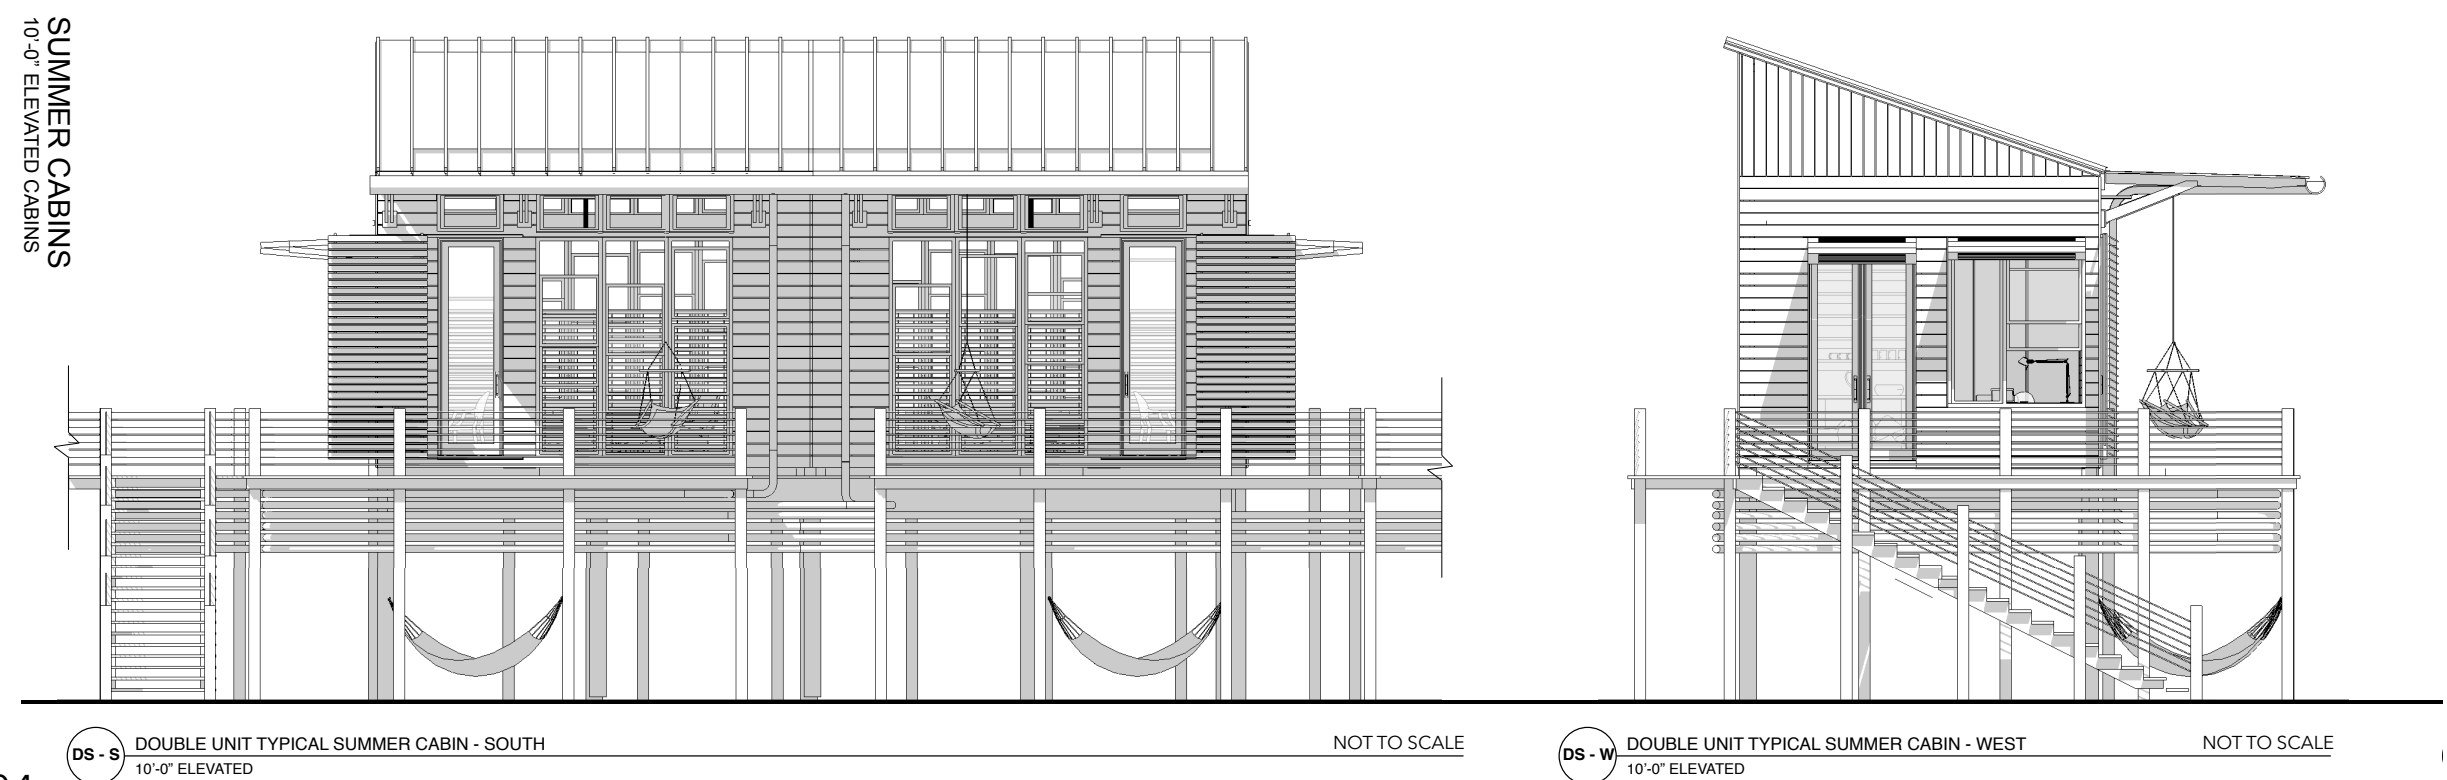 SUMMER CABINS
10'-0” ELEVATED CABINS
DS - S
DOUBLE UNIT TYPICAL SUMMER CABIN - SOUTH
NOT TO SCALE
10'-0” ELEVATED
DS - W
DOUBLE UNIT TYPICAL SUMMER CABIN - WEST
NOT TO SCALE
10'-0” ELEVATED